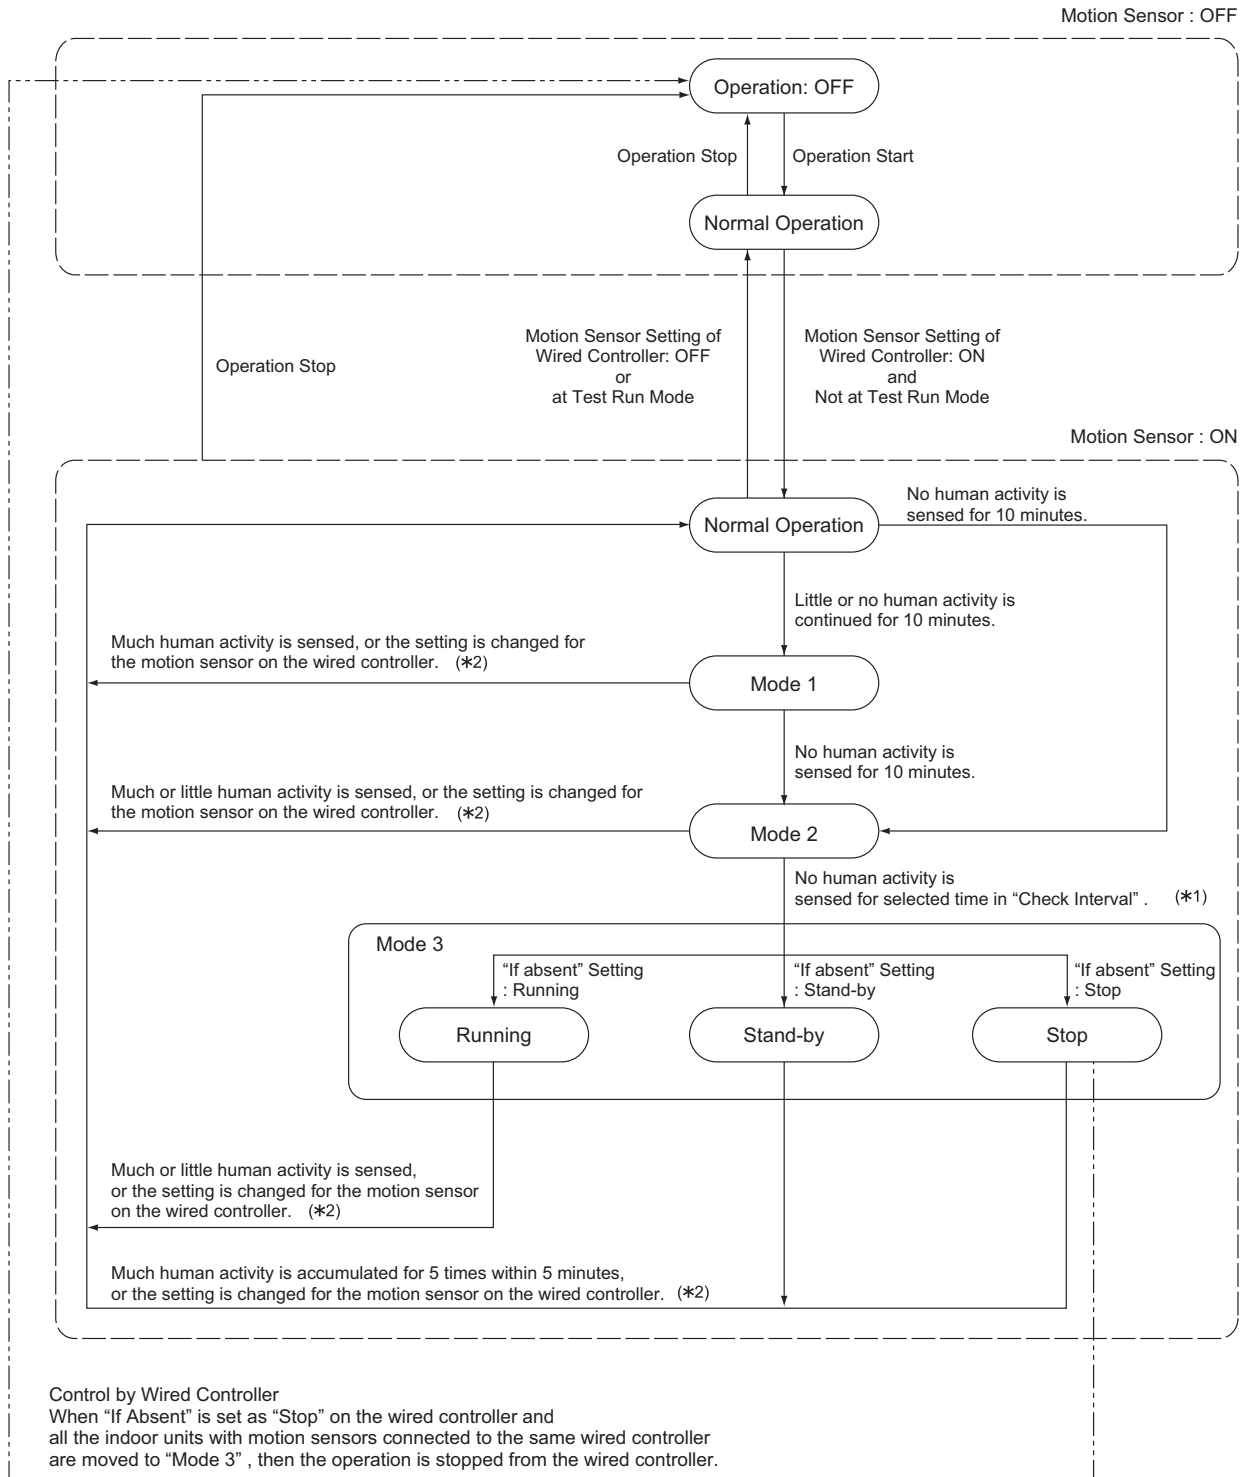 Motion Sensor : OFF
Operation: OFF
Operation Stop
Operation Start
Normal Operation
Motion Sensor Setting of
Wired Controller: OFF
or
at Test Run Mode
Motion Sensor Setting of
Wired Controller: ON
and
Not at Test Run Mode
Operation Stop
Motion Sensor : ON
Normal Operation
No human activity is
sensed for 10 minutes.
Little or no human activity is
continued for 10 minutes.
Much human activity is sensed, or the setting is changed for
the motion sensor on the wired controller. (*2)
Mode 1
No human activity is
sensed for 10 minutes.
Much or little human activity is sensed, or the setting is changed for
the motion sensor on the wired controller. (*2)
Mode 2
No human activity is
sensed for selected time in “Check Interval” . (*1)
Mode 3
“If absent” Setting
: Running
“If absent” Setting
: Stand-by
“If absent” Setting
: Stop
Running
Stand-by
Stop
Much or little human activity is sensed,
or the setting is changed for the motion sensor
on the wired controller. (*2)
Much human activity is accumulated for 5 times within 5 minutes,
or the setting is changed for the motion sensor on the wired controller. (*2)
Control by Wired Controller
When “If Absent” is set as “Stop” on the wired controller and
all the indoor units with motion sensors connected to the same wired controller
are moved to “Mode 3” , then the operation is stopped from the wired controller.